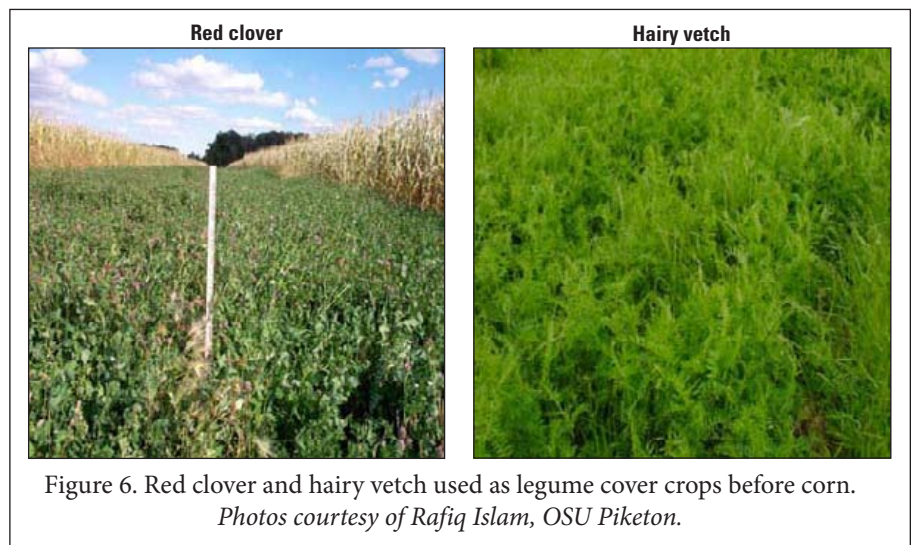 Red clover
Hairy vetch
Figure 6. Red clover and hairy vetch used as legume cover crops before corn.
Photos courtesy of Rafiq Islam, OSU Piketon.